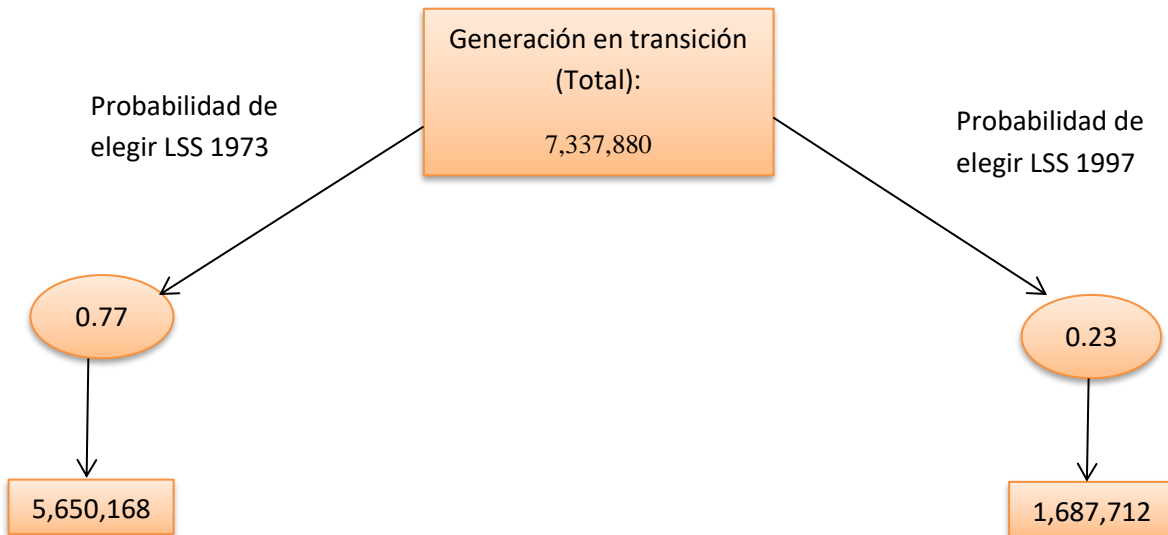 Generación en transición
(Total):
7,337,880
Probabilidad de
elegir LSS 1973
Probabilidad de
elegir LSS 1997
0.77
0.23
5,650,168
1,687,712